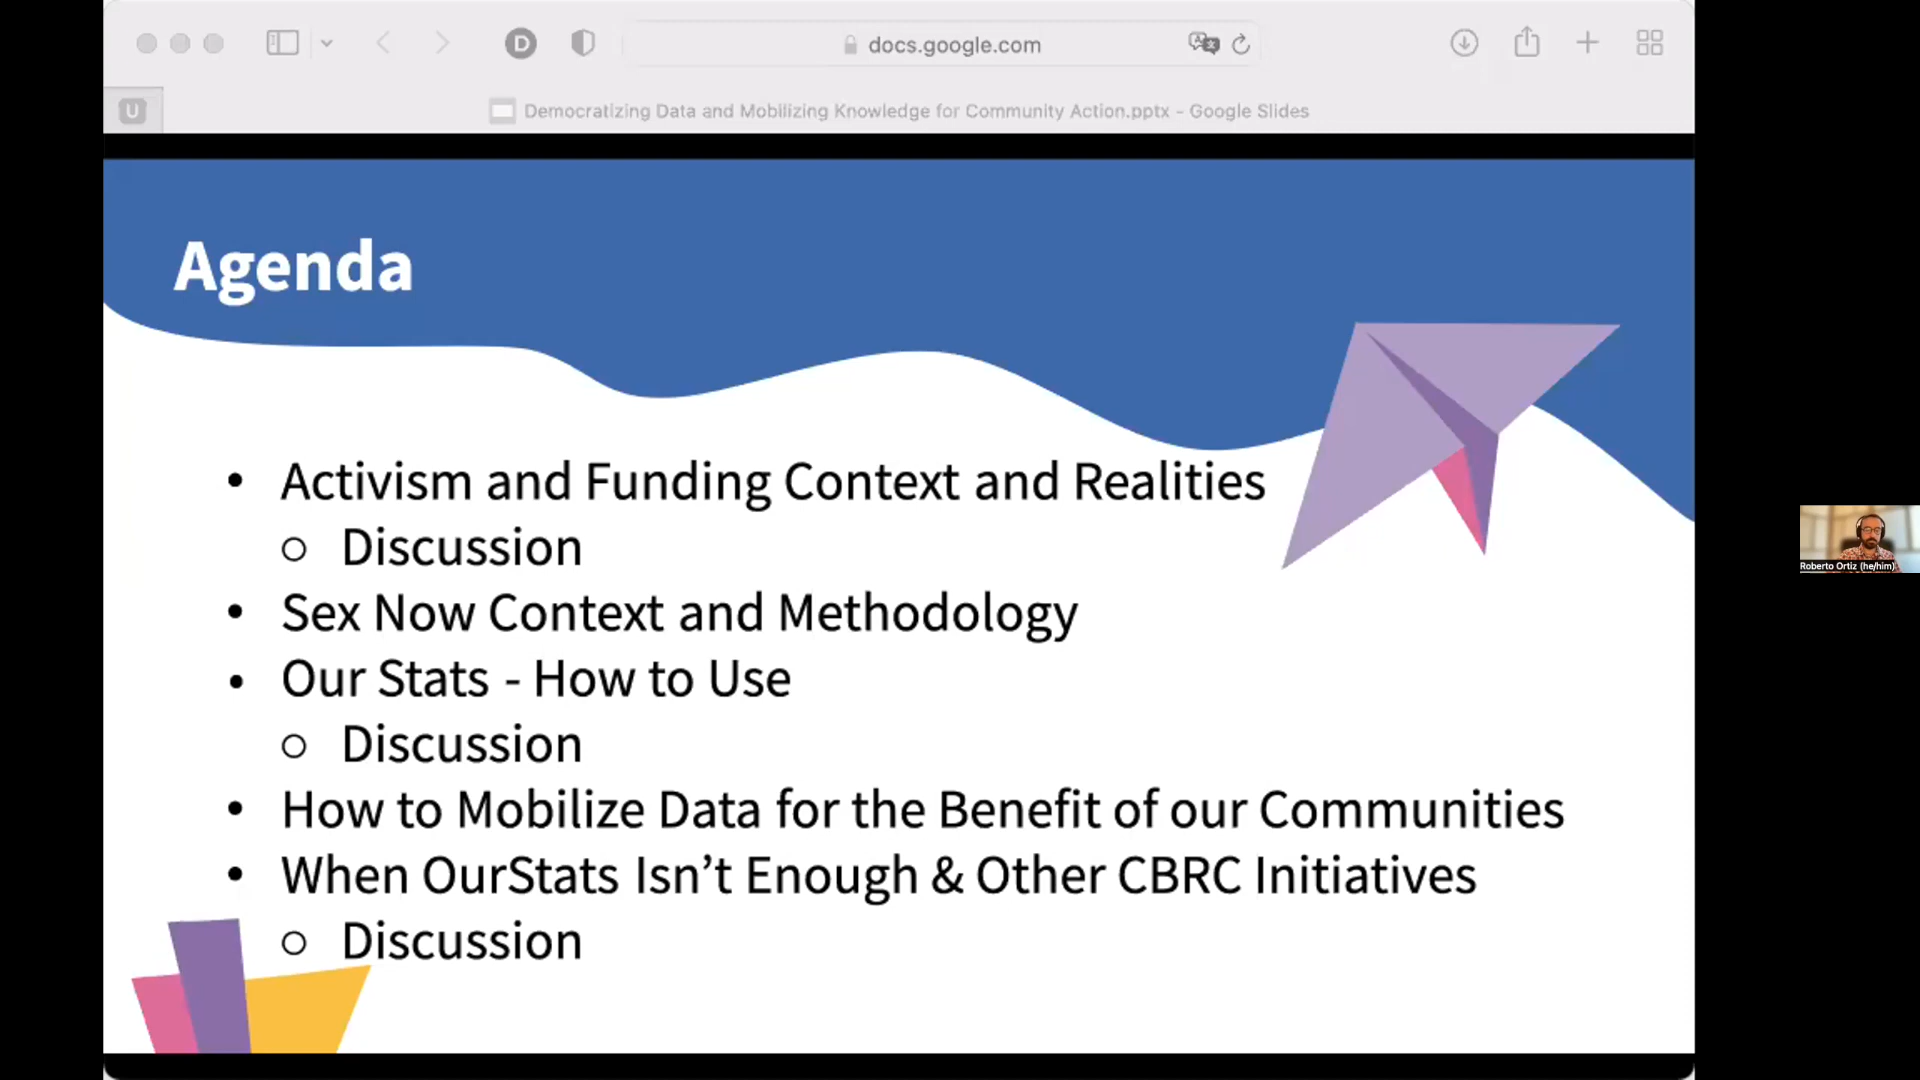 D
docs.google.com
U
Democratizing Data and Mobilizing Knowledge for Community Action.pptx - Google Slides
Agenda
• Activism and Funding Context and Realities
○ Discussion
• Sex Now Context and Methodology
• Our Stats - How to Use
○ Discussion
• How to Mobilize Data for the Benefit of our Communities
• When OurStats Isn’t Enough & Other CBRC Initiatives
○ Discussion
Roberto Ortiz (he/him)